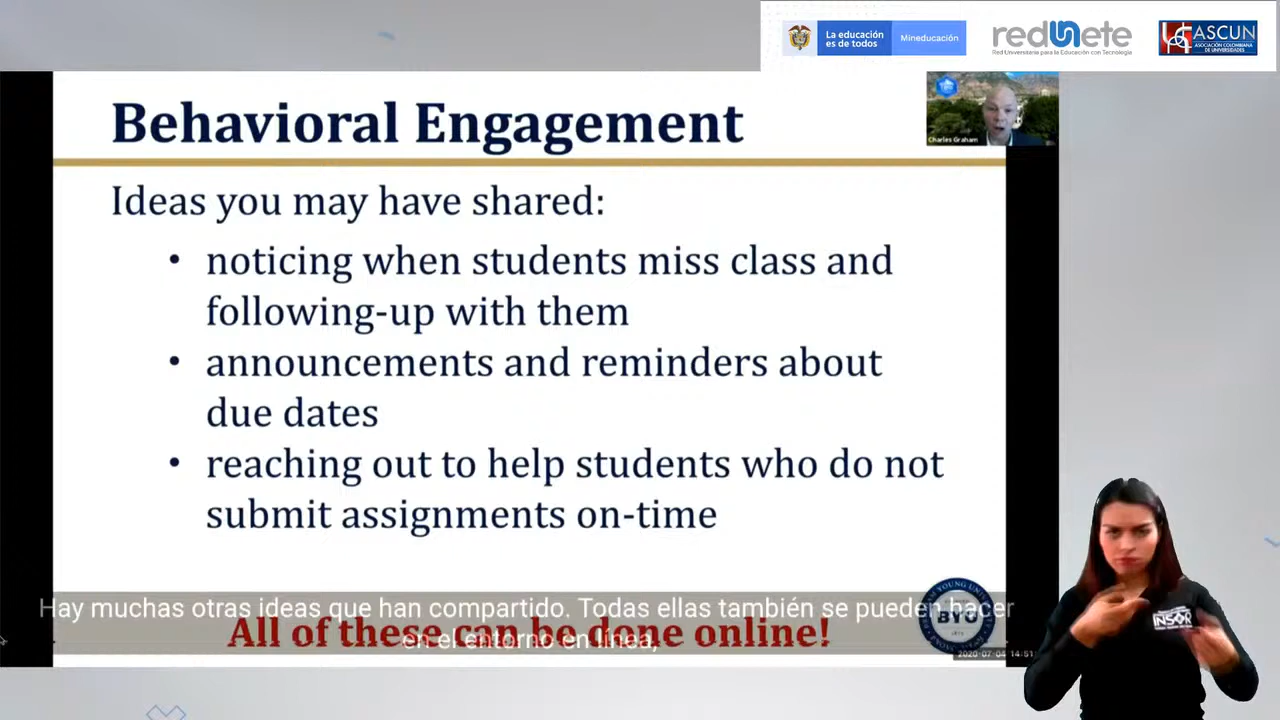 La educación
es de todos
Mineducación
redunete
Red Universitaria para la Educación con Tecnología
ASCUN
ASOCIACIÓN COLOMBIANA
DE UNIVERSIDADES
Behavioral Engagement
Charles Graham
Ideas you may have shared:
• noticing when students miss class and
following-up with them
• announcements and reminders about
due dates
• reaching out to help students who do not
submit assignments on-time
Hay muchas otras ideas que han compartido. Todas ellas también se pueden hacer
en el entorno en línea,
All of these can be done online!
BYU
2020-07-04 14:51
INSOR